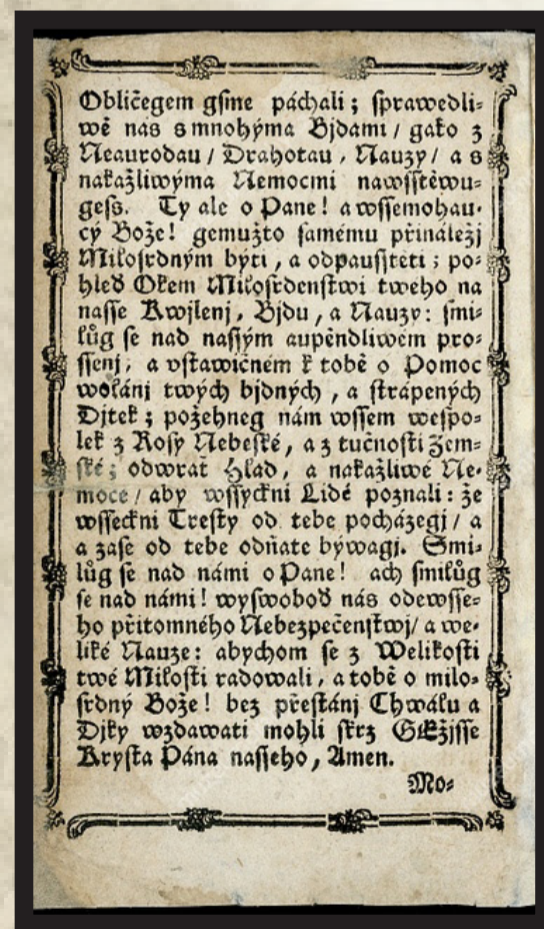 Obličegem gsme páchali; sprawedli=
wě nás s mnohýma Bjdami / gako z
Neaurodau / Drahotau, Nauzy / a s
nakažliwýma Nemocmi nawsstěwu=
gess. Ty ale o Pane! a wssemohau=
cý Bože! gemužto samému přináležj
Milosrdným býti, a odpausstěti; po=
hleď Okem Milosrdenstwi tweho na
nasse Kwjlenj, Bjdu, a Nauzy: smi=
lůg se nad nassým aupěndliwém pro=
ssenj, a vstawičném k tobě o Pomoc
wolánj twých bjdných, a strápených
Djtek; požehneg nám wssem wespo=
lek z Rosy Nebeské, a z tučnosti Zem=
ské; odwrat Hlad, a nakažliwé Ne=
moce / aby wssyckni Lidé poznali: že
wsseckni Tresty od tebe pocházegj / a
a zase od tebe odňate býwagj. Smi=
lůg se nad námi o Pane! ach smilůg
se nad námi! wyswoboď nás odewsse=
ho přitomného Nebezpečenstwj / a we=
liké Nauze: abychom se z Welikosti
twé Milosti radowali, a tobě o milo=
srdný Bože! bez přestánj Chwálu a
Djky wzdawati mohli skrz GEžjsse
Krysta Pána nasseho, Amen.
Mo=